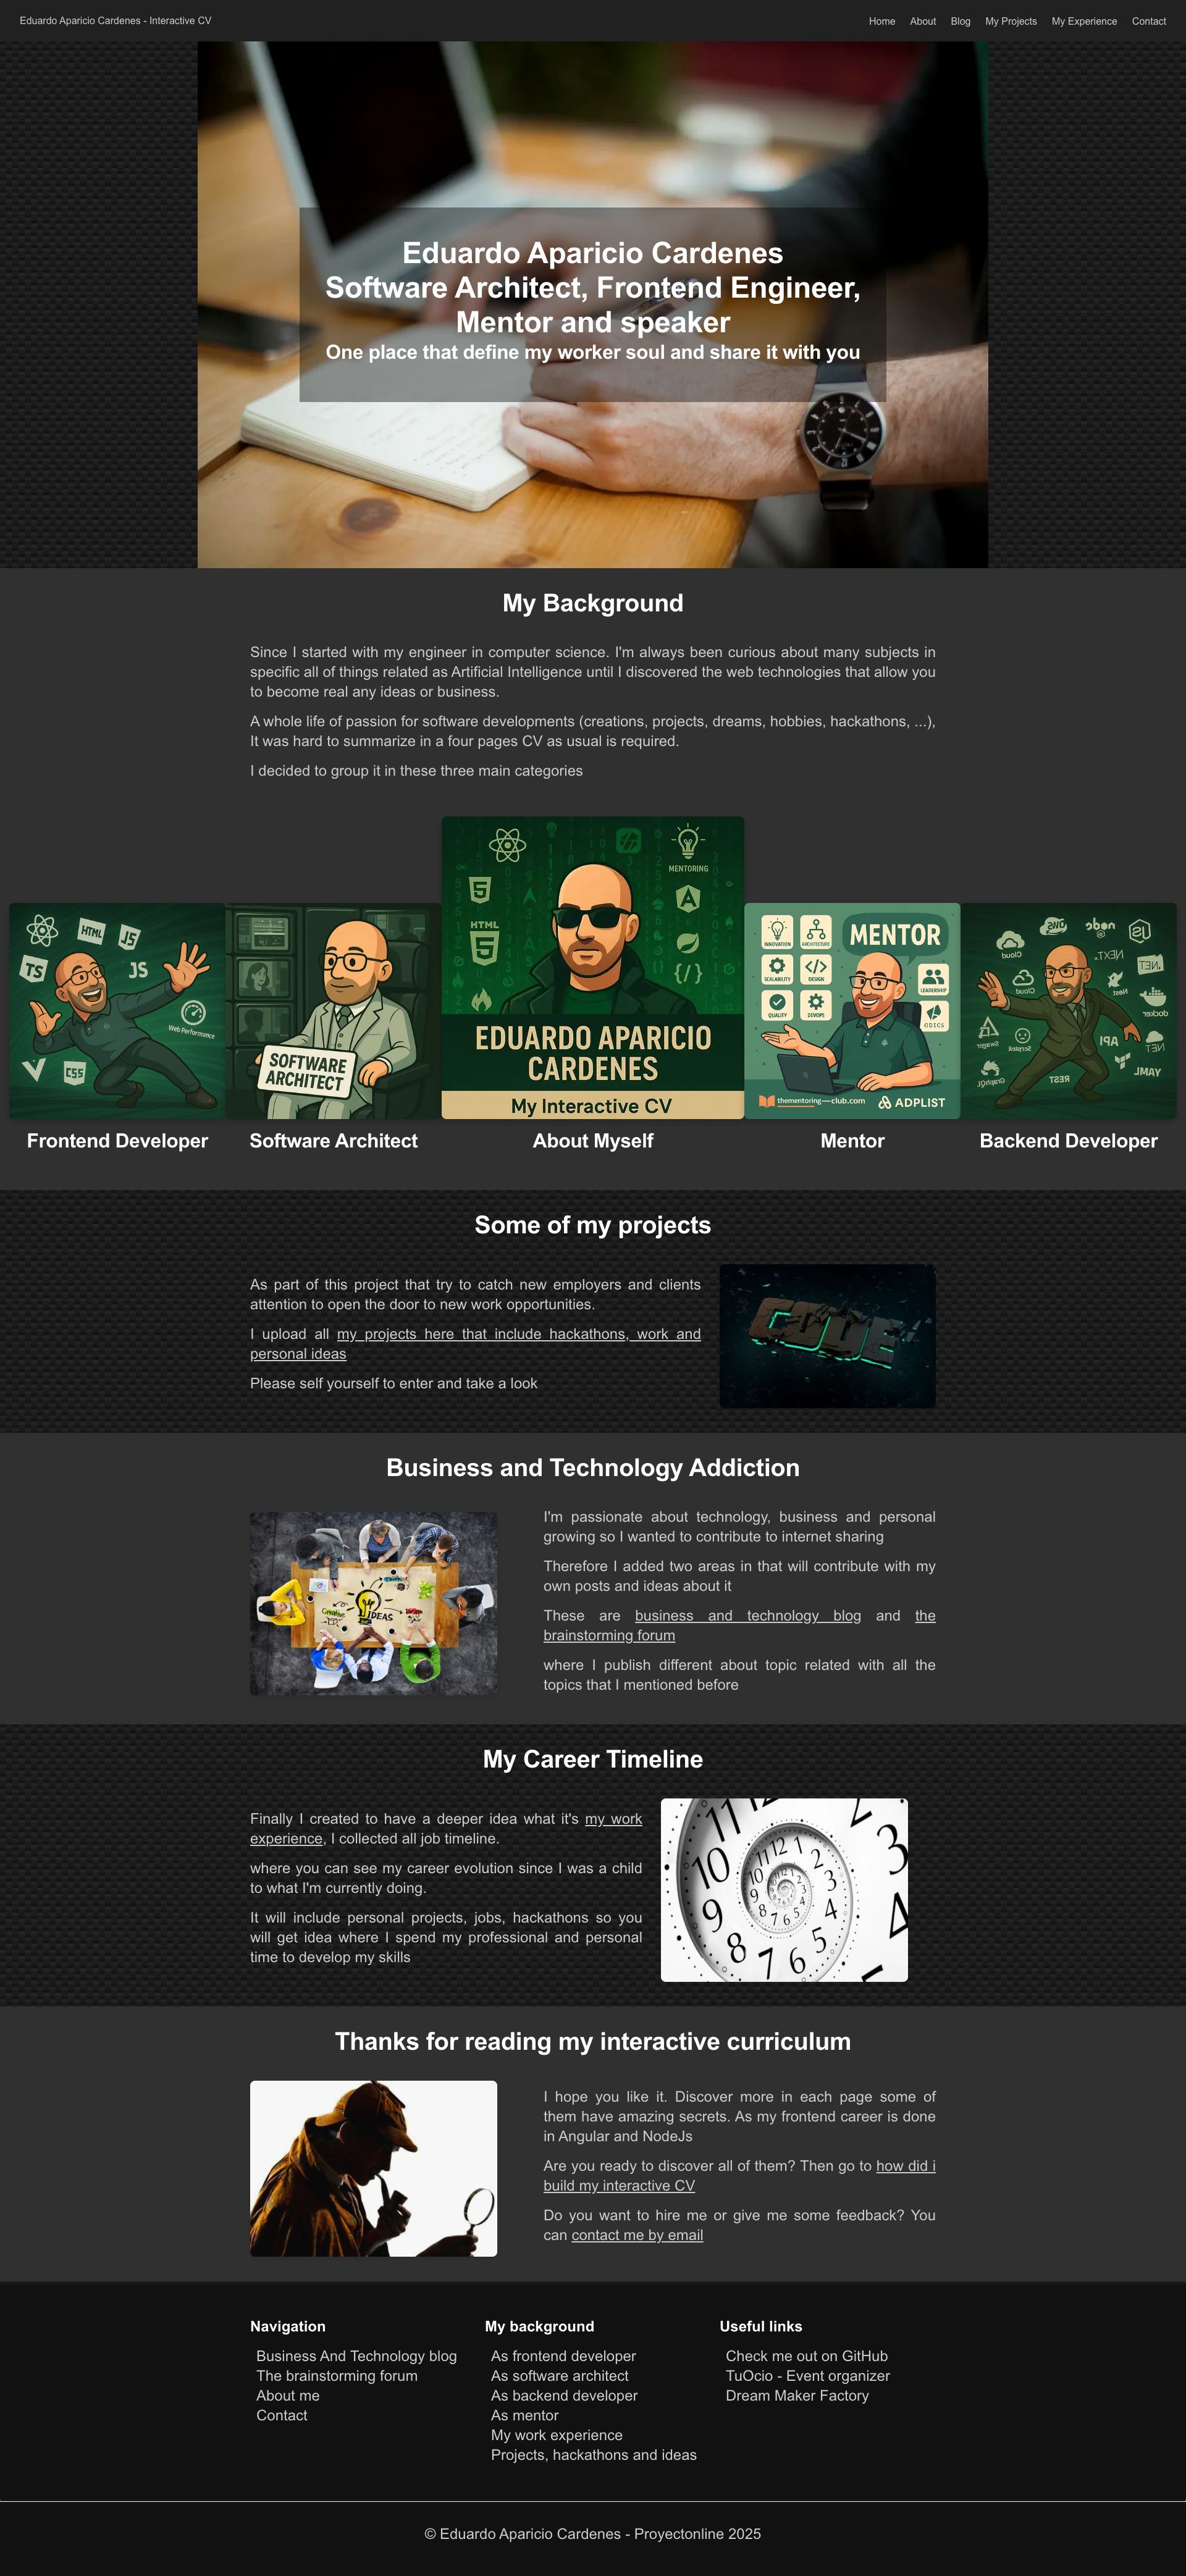 Eduardo Aparicio Cardenes - Interactive CV
Home About Blog My Projects My Experience Contact
Eduardo Aparicio Cardenes
Software Architect, Frontend Engineer,
Mentor and speaker
One place that define my worker soul and share it with you
My Background
Since I started with my engineer in computer science. I'm always been curious about many subjects in
specific all of things related as Artificial Intelligence until I discovered the web technologies that allow you
to become real any ideas or business.
A whole life of passion for software developments (creations, projects, dreams, hobbies, hackathons, ...),
It was hard to summarize in a four pages CV as usual is required.
I decided to group it in these three main categories
HTML
JS
TS
JS
Web Performance
CSS
Frontend Developer
SOFTWARE
ARCHITECT
Software Architect
MENTORING
5
HTML
5
EDUARDO APARICIO
CARDENES
My Interactive CV
About Myself
INNOVATION
ARCHITECTURE
MENTOR
SCALABILITY
DESIGN
LEADERSHIP
QUALITY
DEVOPS
ODICS
thementoring—club.com
ADPLIST
Mentor
Cloud
JS
.NEXT
.NET
Cloud
Nest
docker
Swagger
API
.NET
GraphQL
REST
YAML
Backend Developer
Some of my projects
As part of this project that try to catch new employers and clients
attention to open the door to new work opportunities.
I upload all my projects here that include hackathons, work and
personal ideas
Please self yourself to enter and take a look
CODE
Business and Technology Addiction
Creative
IDEAS
I'm passionate about technology, business and personal
growing so I wanted to contribute to internet sharing
Therefore I added two areas in that will contribute with my
own posts and ideas about it
These are business and technology blog and the
brainstorming forum
where I publish different about topic related with all the
topics that I mentioned before
My Career Timeline
Finally I created to have a deeper idea what it's my work
experience, I collected all job timeline.
where you can see my career evolution since I was a child
to what I'm currently doing.
It will include personal projects, jobs, hackathons so you
will get idea where I spend my professional and personal
time to develop my skills
Thanks for reading my interactive curriculum
I hope you like it. Discover more in each page some of
them have amazing secrets. As my frontend career is done
in Angular and NodeJs
Are you ready to discover all of them? Then go to how did i
build my interactive CV
Do you want to hire me or give me some feedback? You
can contact me by email
Navigation
Business And Technology blog
The brainstorming forum
About me
Contact
My background
As frontend developer
As software architect
As backend developer
As mentor
My work experience
Projects, hackathons and ideas
Useful links
Check me out on GitHub
TuOcio - Event organizer
Dream Maker Factory
© Eduardo Aparicio Cardenes - Proyectonline 2025